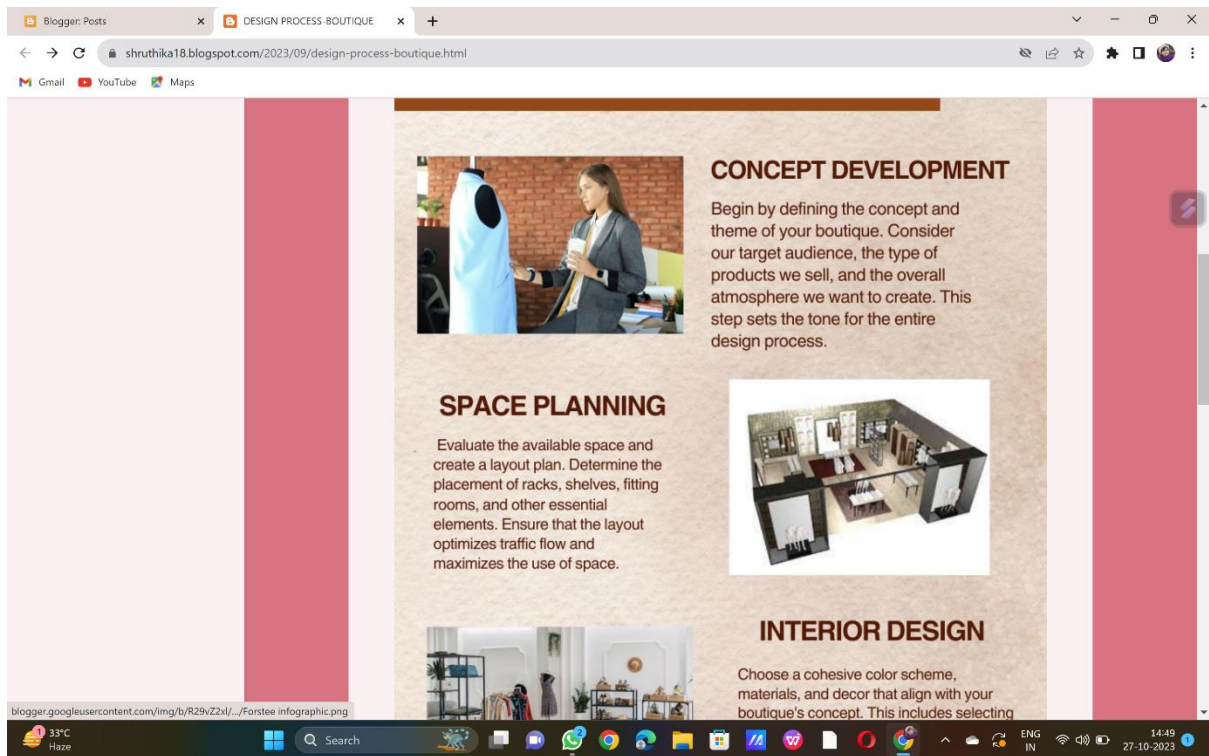 Blogger: Posts
DESIGN PROCESS-BOUTIQUE
shruthika18.blogspot.com/2023/09/design-process-boutique.html
Gmail YouTube Maps
CONCEPT DEVELOPMENT
Begin by defining the concept and
theme of your boutique. Consider
our target audience, the type of
products we sell, and the overall
atmosphere we want to create. This
step sets the tone for the entire
design process.
SPACE PLANNING
Evaluate the available space and
create a layout plan. Determine the
placement of racks, shelves, fitting
rooms, and other essential
elements. Ensure that the layout
optimizes traffic flow and
maximizes the use of space.
INTERIOR DESIGN
Choose a cohesive color scheme,
materials, and decor that align with your
boutique's concept. This includes selecting
blogger.googleusercontent.com/img/b/R29vZ2xl/.../Forstee infographic.png
1
33°C
Haze
Search
2
ENG
IN
14:49
27-10-2023
1